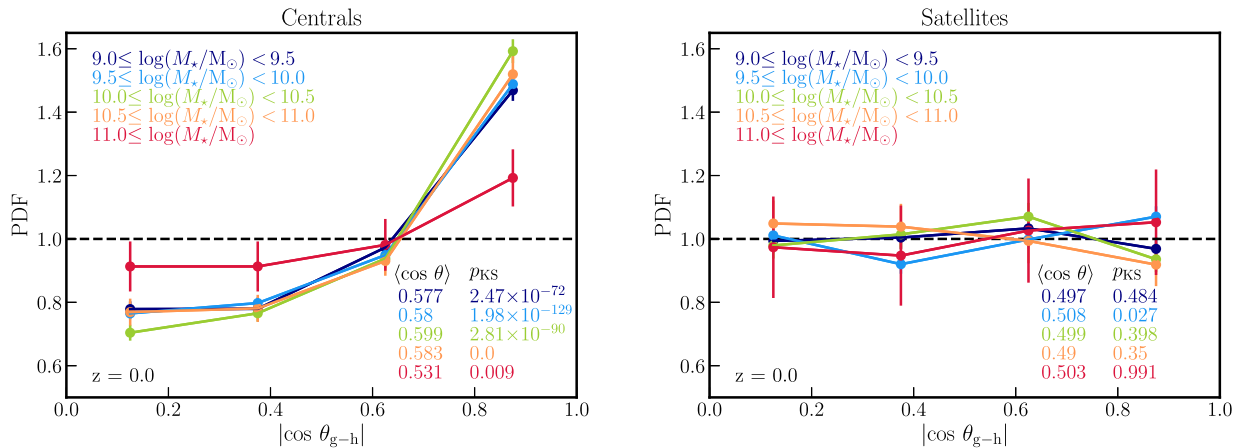 Centrals
1.6
1.4
1.2
1.0
0.8
0.6
PDF
9.0≤ log(M⋆/M⊙) < 9.5
9.5≤ log(M⋆/M⊙) < 10.0
10.0≤ log(M⋆/M⊙) < 10.5
10.5≤ log(M⋆/M⊙) < 11.0
11.0≤ log(M⋆/M⊙)
⟨cos θ⟩ pKS
0.577 2.47×10⁻⁷²
0.58 1.98×10⁻¹²⁹
0.599 2.81×10⁻⁹⁰
0.583 0.0
0.531 0.009
z = 0.0
0.0 0.2 0.4 0.6 0.8 1.0
|cos θg−h|
Satellites
1.6
1.4
1.2
1.0
0.8
0.6
PDF
9.0≤ log(M⋆/M⊙) < 9.5
9.5≤ log(M⋆/M⊙) < 10.0
10.0≤ log(M⋆/M⊙) < 10.5
10.5≤ log(M⋆/M⊙) < 11.0
11.0≤ log(M⋆/M⊙)
⟨cos θ⟩ pKS
0.497 0.484
0.508 0.027
0.499 0.398
0.49 0.35
0.503 0.991
z = 0.0
0.0 0.2 0.4 0.6 0.8 1.0
|cos θg−h|